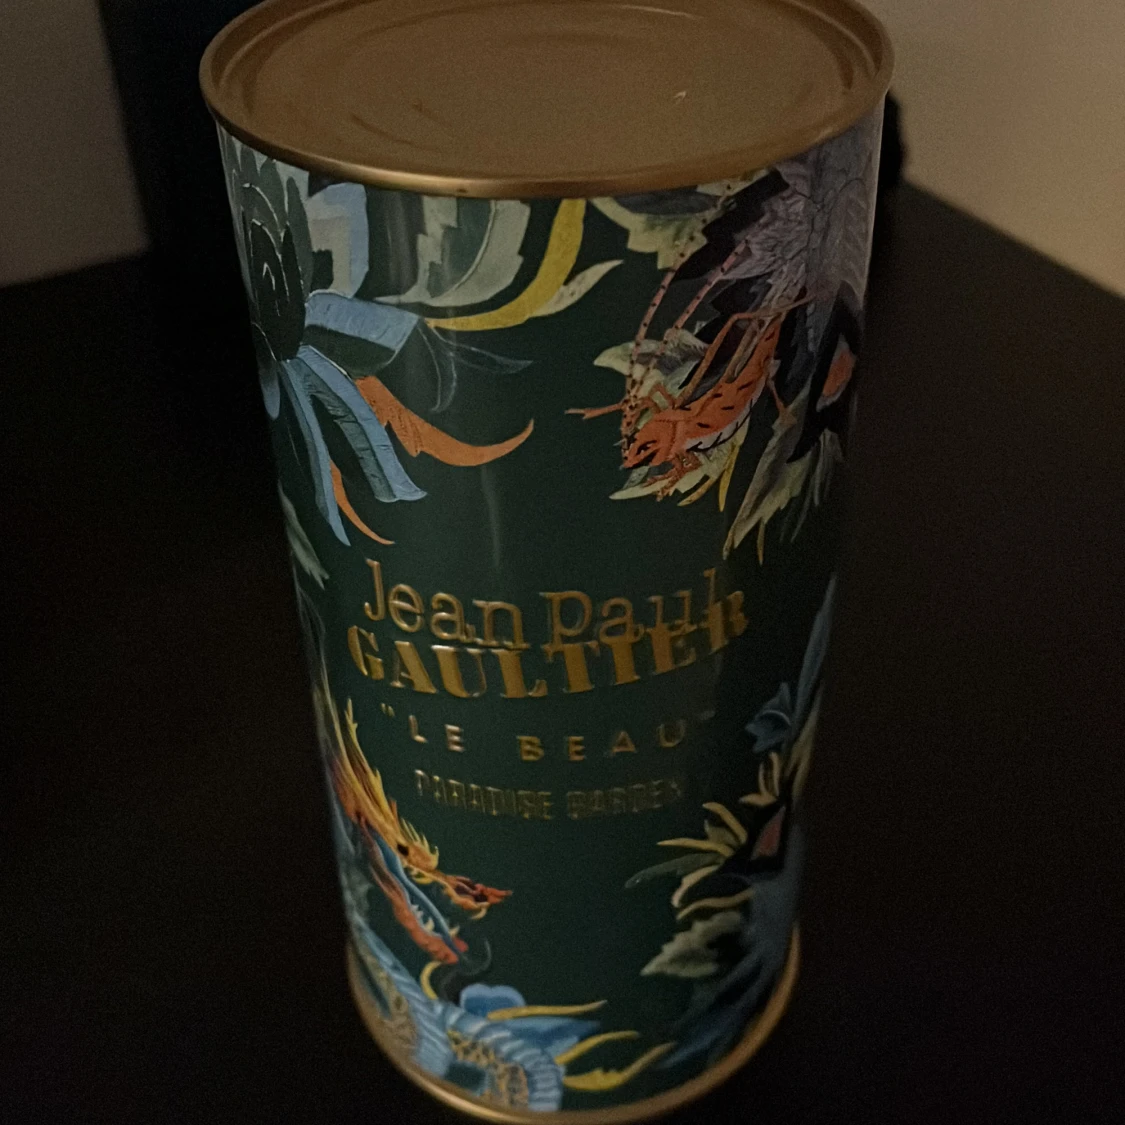 Jean Paul
GAULTIER
"LE BEAU"
PARADISE GARDEN